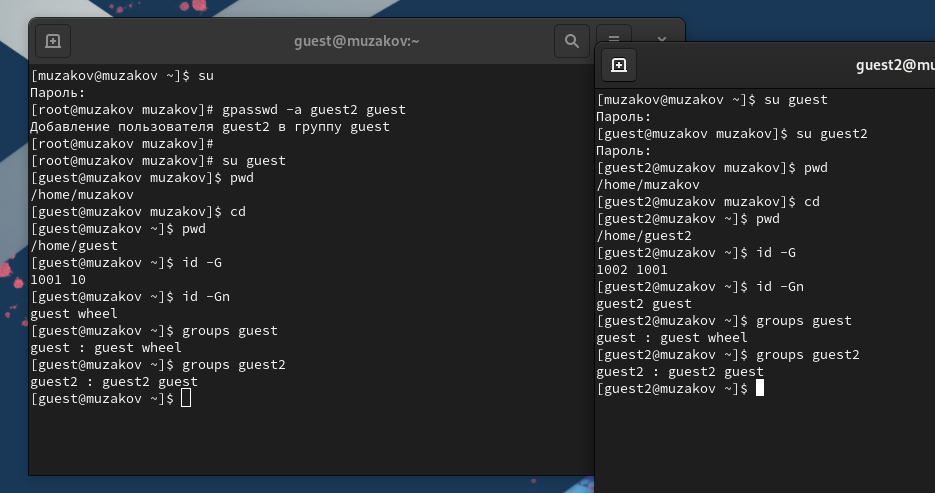 guest@muzakov:~
[muzakov@muzakov ~]$ su
Пароль:
[root@muzakov muzakov]# gpasswd -a guest2 guest
Добавление пользователя guest2 в группу guest
[root@muzakov muzakov]#
[root@muzakov muzakov]# su guest
[guest@muzakov muzakov]$ pwd
/home/muzakov
[guest@muzakov muzakov]$ cd
[guest@muzakov ~]$ pwd
/home/guest
[guest@muzakov ~]$ id -G
1001 10
[guest@muzakov ~]$ id -Gn
guest wheel
[guest@muzakov ~]$ groups guest
guest : guest wheel
[guest@muzakov ~]$ groups guest2
guest2 : guest2 guest
[guest@muzakov ~]$
guest2@mu
[muzakov@muzakov ~]$ su guest
Пароль:
[guest@muzakov muzakov]$ su guest2
Пароль:
[guest2@muzakov muzakov]$ pwd
/home/muzakov
[guest2@muzakov muzakov]$ cd
[guest2@muzakov ~]$ pwd
/home/guest2
[guest2@muzakov ~]$ id -G
1002 1001
[guest2@muzakov ~]$ id -Gn
guest2 guest
[guest2@muzakov ~]$ groups guest
guest : guest wheel
[guest2@muzakov ~]$ groups guest2
guest2 : guest2 guest
[guest2@muzakov ~]$